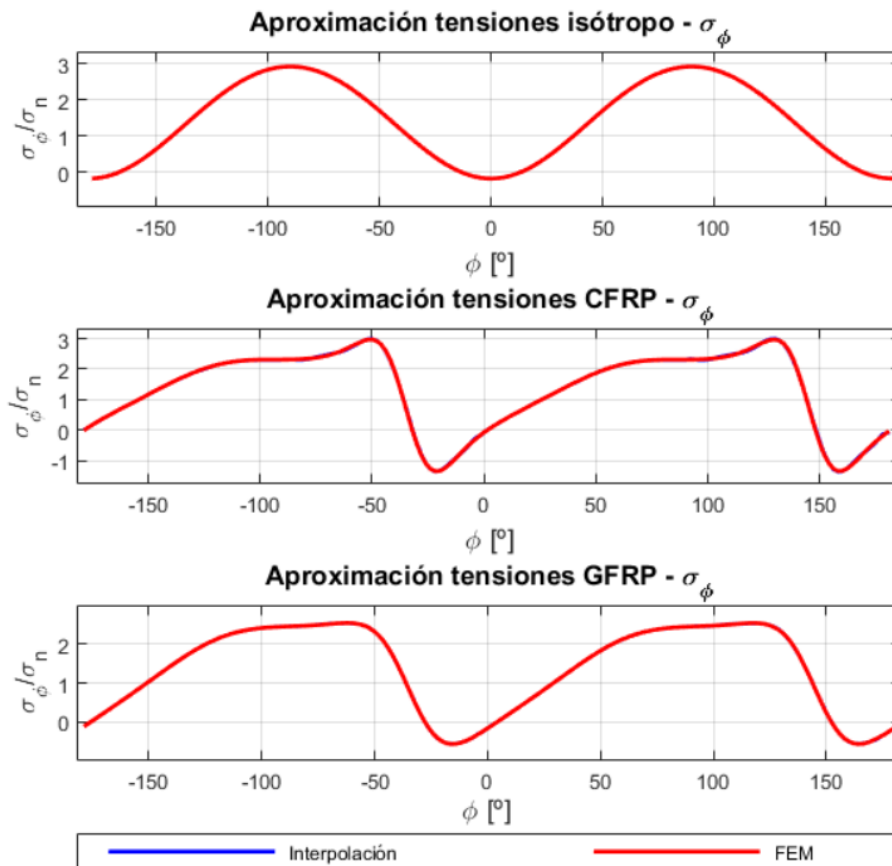 Aproximación tensiones isótropo - σϕ
3
2
1
0
σϕ/σn
-150 -100 -50 0 50 100 150
ϕ [º]
Aproximación tensiones CFRP - σϕ
3
2
1
0
-1
σϕ/σn
-150 -100 -50 0 50 100 150
ϕ [º]
Aproximación tensiones GFRP - σϕ
2
1
0
σϕ/σn
-150 -100 -50 0 50 100 150
ϕ [º]
Interpolación FEM